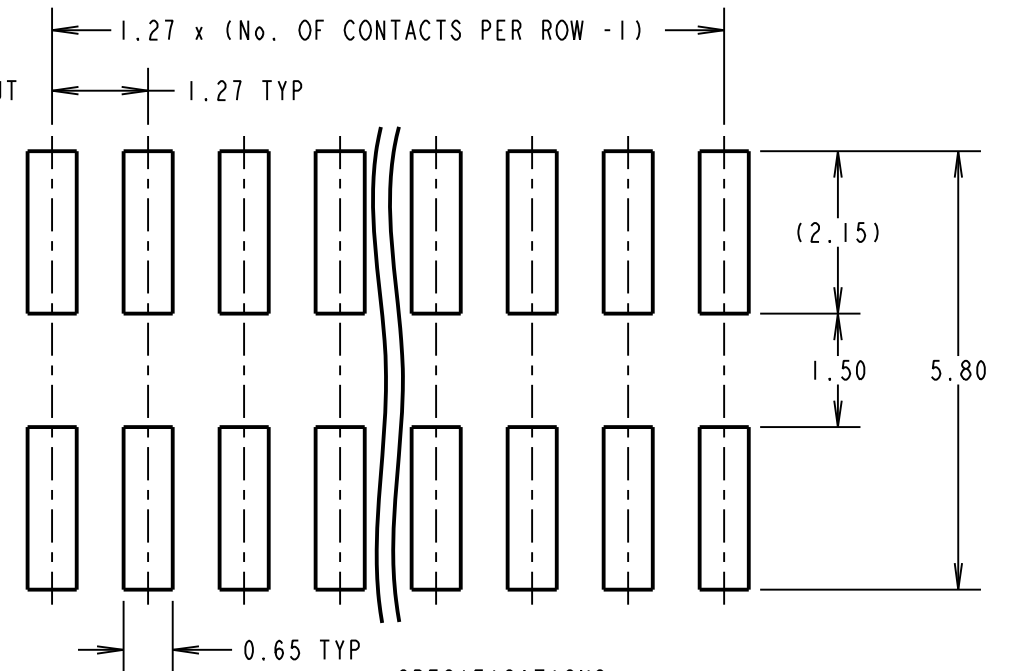 1.27 x (No. OF CONTACTS PER ROW -1)
1.27 TYP
(2.15)
1.50
5.80
0.65 TYP